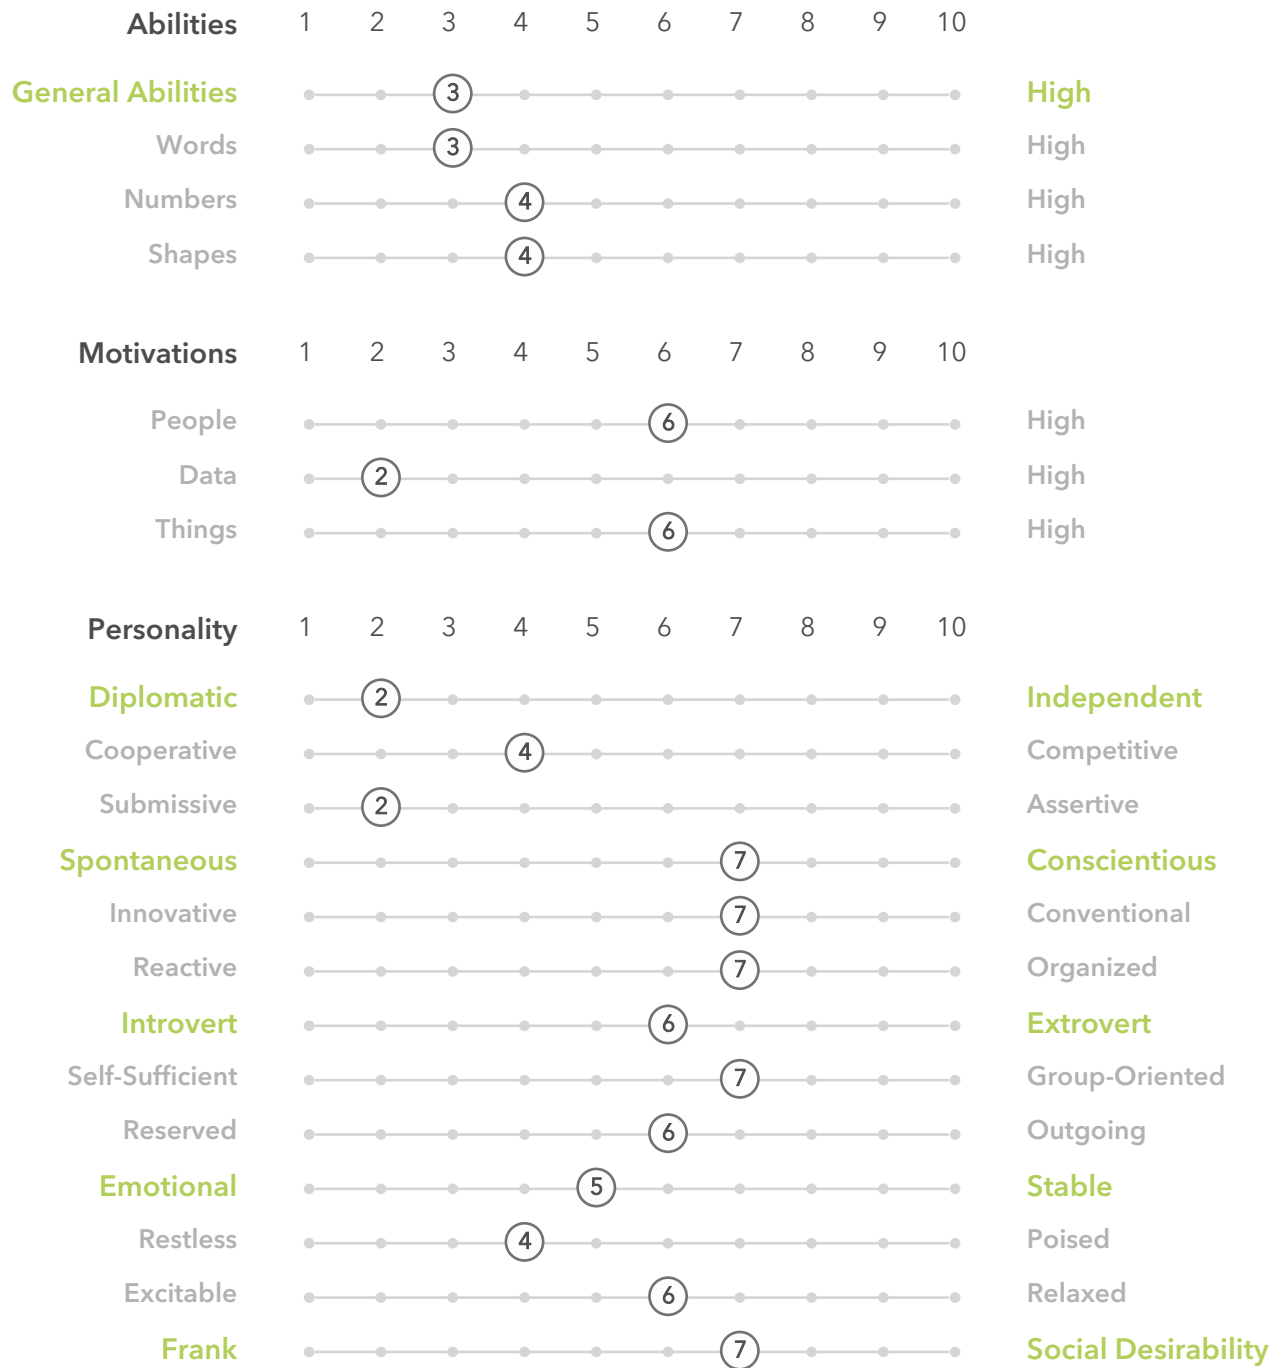 Abilities 1 2 3 4 5 6 7 8 9 10
General Abilities 3 High
Words 3 High
Numbers 4 High
Shapes 4 High
Motivations 1 2 3 4 5 6 7 8 9 10
People 6 High
Data 2 High
Things 6 High
Personality 1 2 3 4 5 6 7 8 9 10
Diplomatic 2 Independent
Cooperative 4 Competitive
Submissive 2 Assertive
Spontaneous 7 Conscientious
Innovative 7 Conventional
Reactive 7 Organized
Introvert 6 Extrovert
Self-Sufficient 7 Group-Oriented
Reserved 6 Outgoing
Emotional 5 Stable
Restless 4 Poised
Excitable 6 Relaxed
Frank 7 Social Desirability